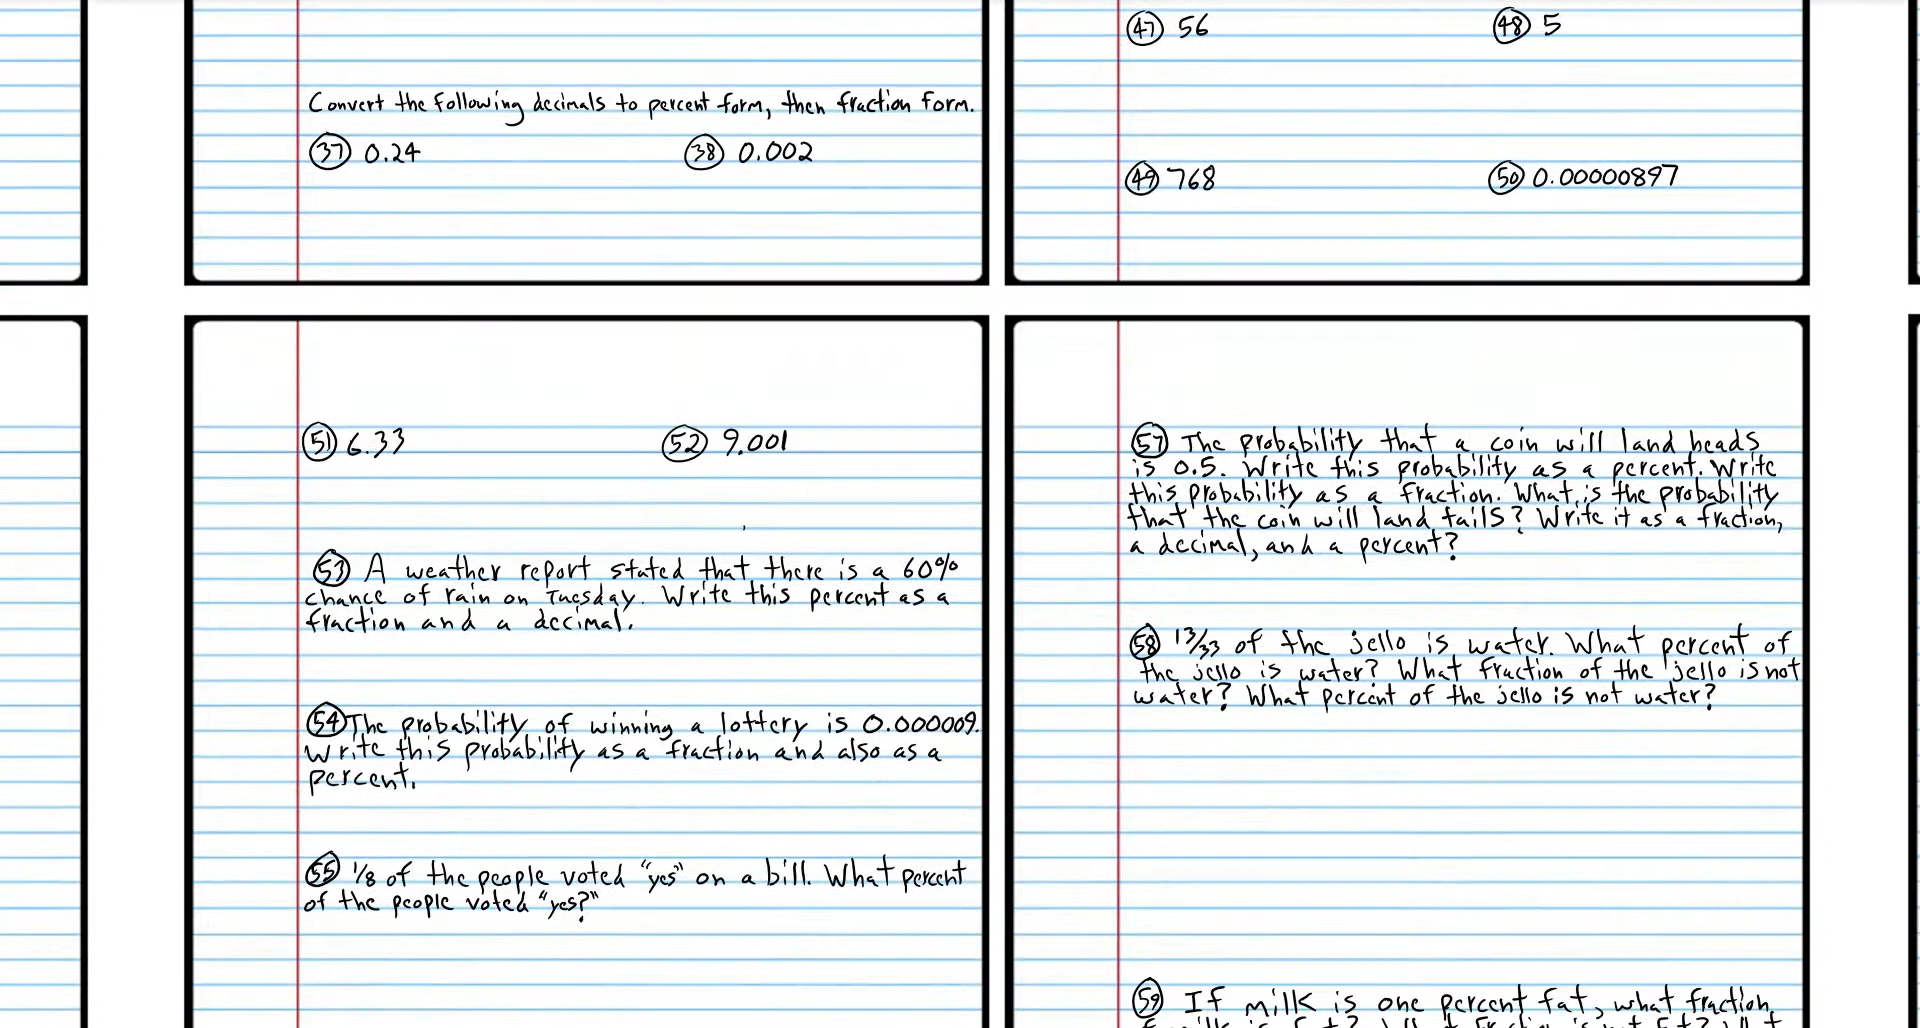 Convert the following decimals to percent form, then fraction form.
37 0.24
38 0.002
47 56
48 5
49 768
50 0.00000897
51 6.33
52 9.001
53 A weather report stated that there is a 60%
chance of rain on Tuesday. Write this percent as a
fraction and a decimal.
54 The probability of winning a lottery is 0.000009.
Write this probability as a fraction and also as a
percent.
55 1/8 of the people voted "yes" on a bill. What percent
of the people voted "yes?"
57 The probability that a coin will land heads
is 0.5. Write this probability as a percent. Write
this probability as a fraction. What is the probability
that the coin will land tails? Write it as a fraction,
a decimal, and a percent?
58 13/33 of the jello is water. What percent of
the jello is water? What fraction of the jello is not
water? What percent of the jello is not water?
59 If milk is one percent fat, what fraction